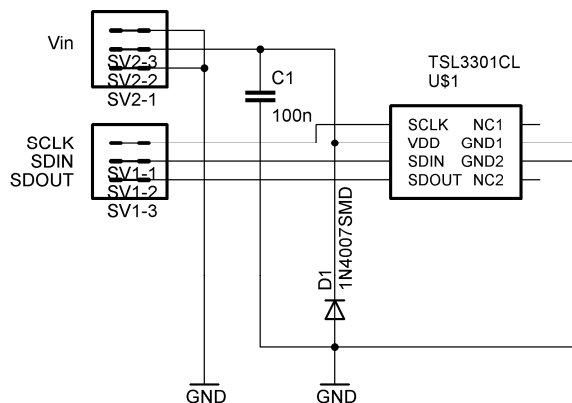 Vin
SV2-3
SV2-2
SV2-1
C1
100n
TSL3301CL
U$1
SCLK
SDIN
SDOUT
SV1-1
SV1-2
SV1-3
SCLK NC1
VDD GND1
SDIN GND2
SDOUT NC2
D1
1N4007SMD
GND
GND